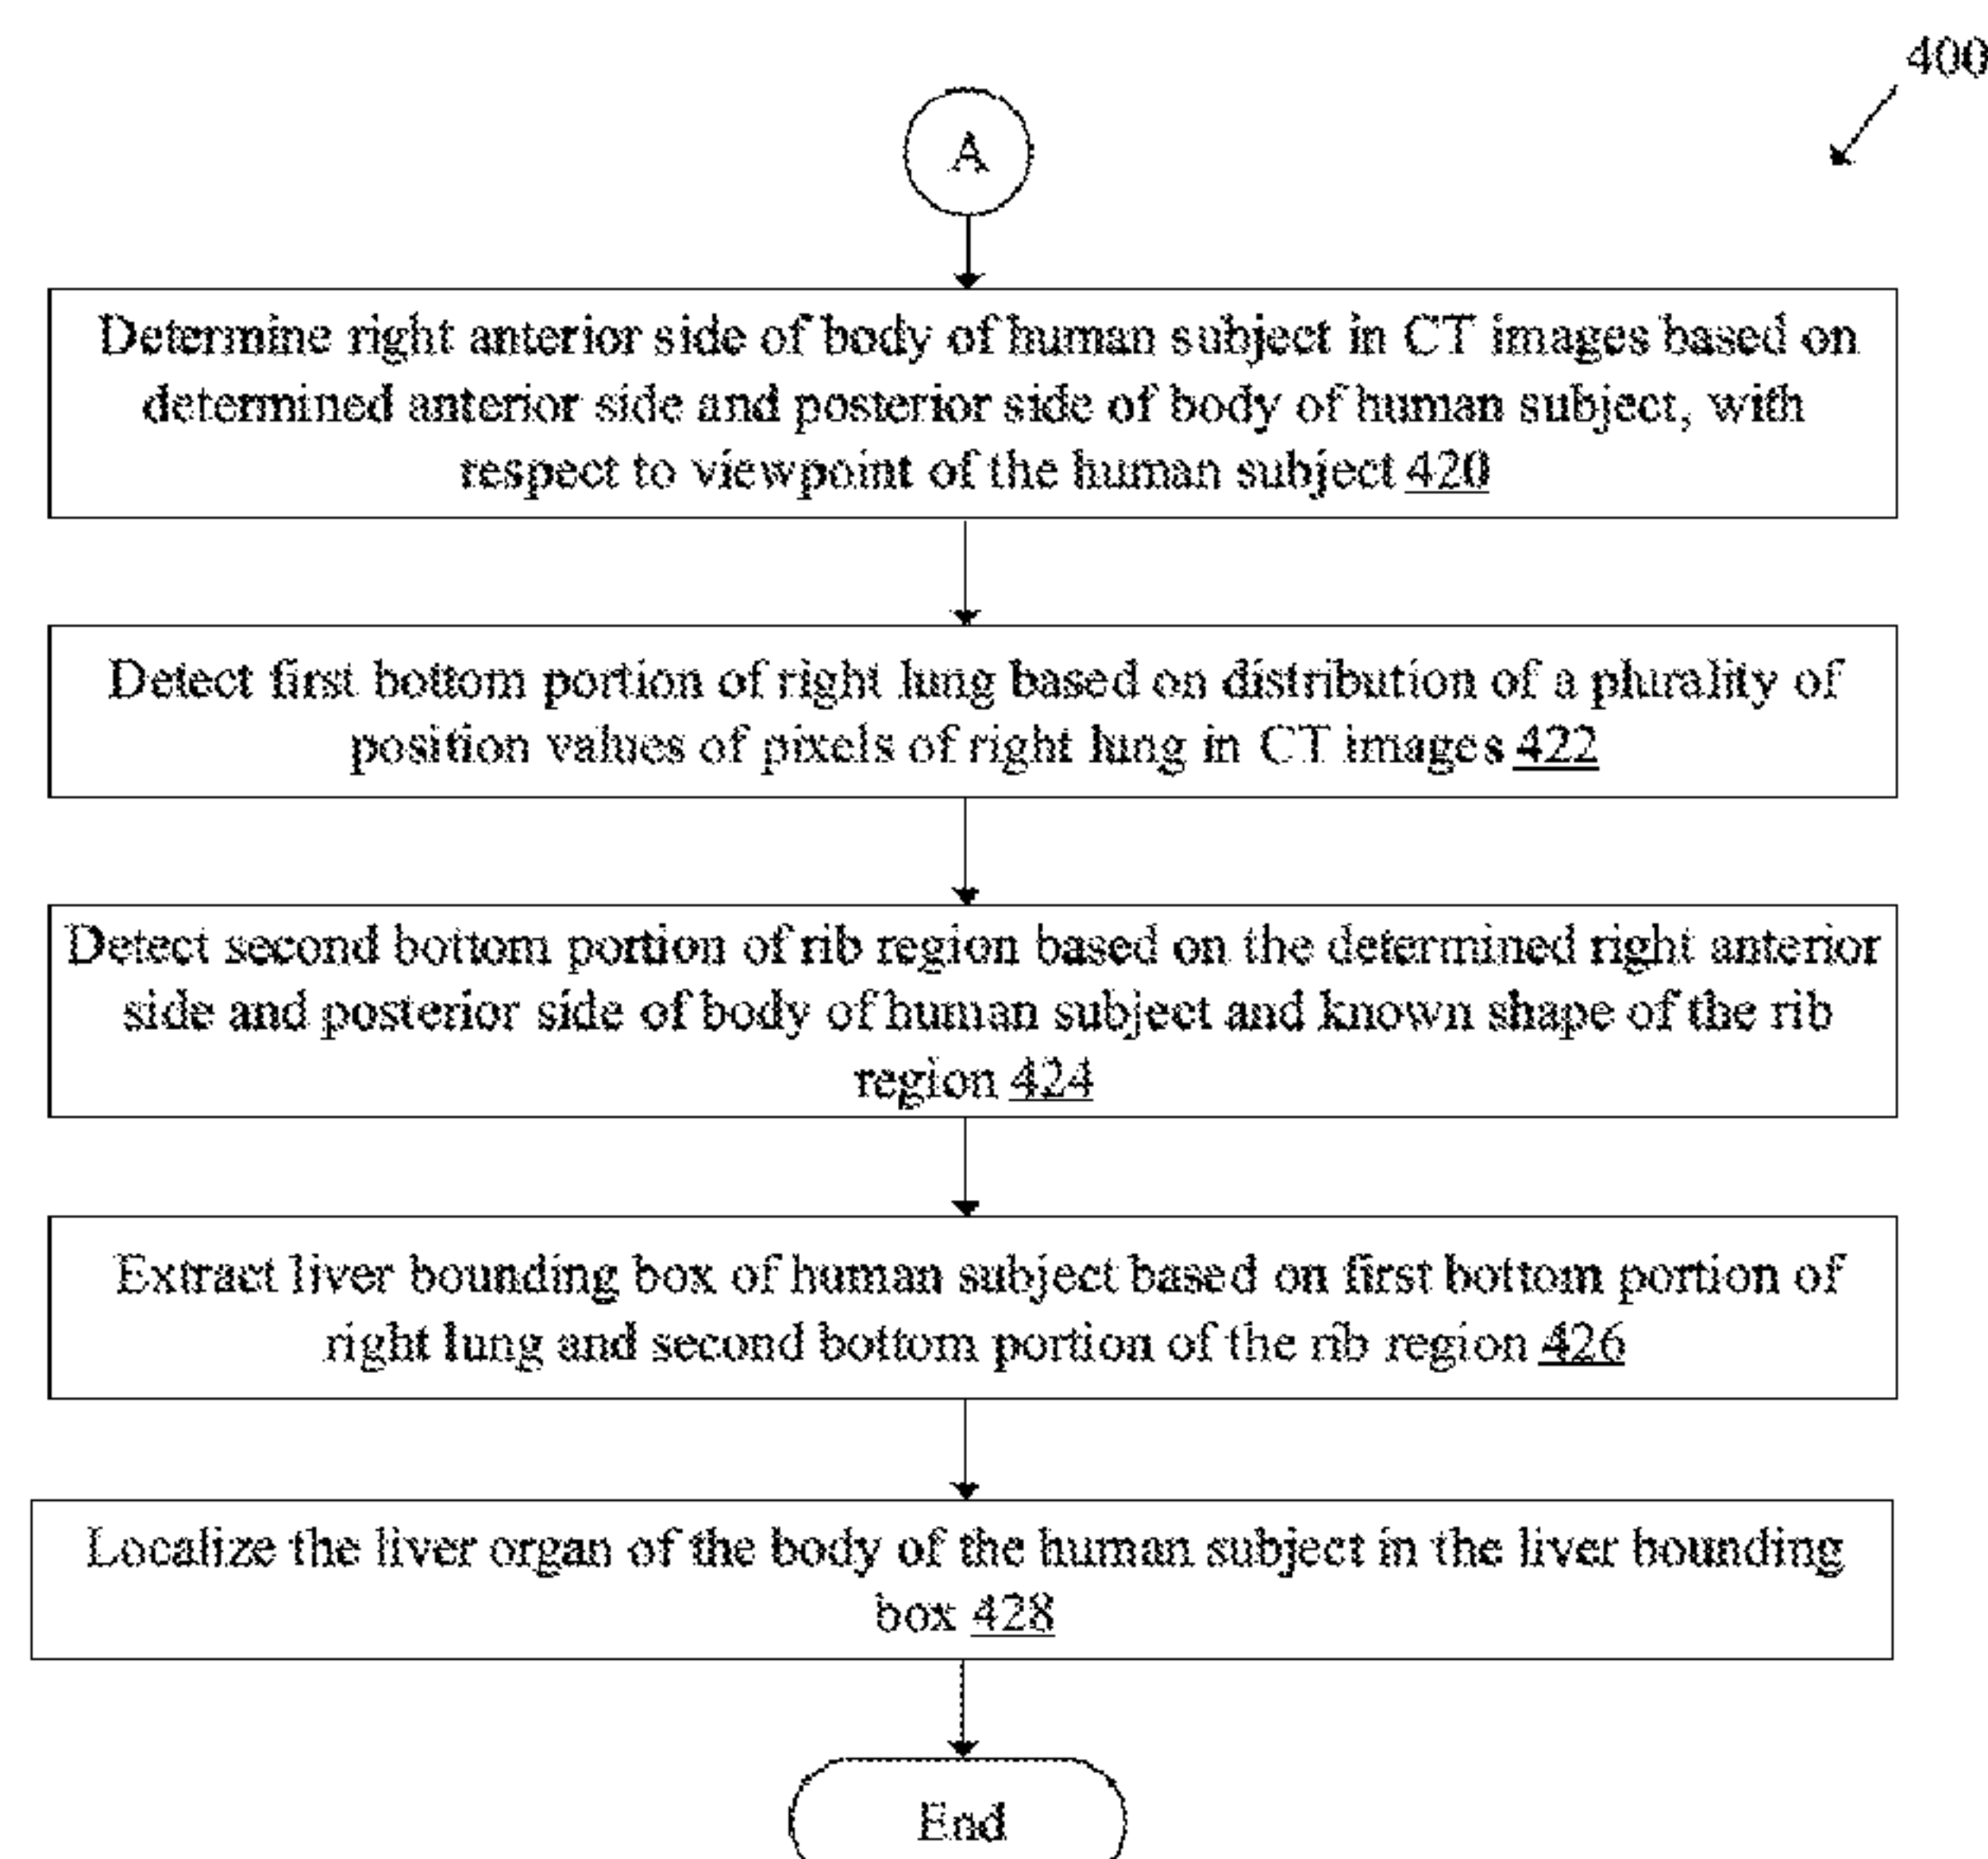 400
A
Determine right anterior side of body of human subject in CT images based on
determined anterior side and posterior side of body of human subject, with
respect to viewpoint of the human subject 420
Detect first bottom portion of right lung based on distribution of a plurality of
position values of pixels of right lung in CT images 422
Detect second bottom portion of rib region based on the determined right anterior
side and posterior side of body of human subject and known shape of the rib
region 424
Extract liver bounding box of human subject based on first bottom portion of
right lung and second bottom portion of the rib region 426
Localize the liver organ of the body of the human subject in the liver bounding
box 428
End